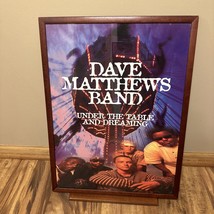 DAVE
MATTHEWS
BAND
UNDER THE TABLE
AND DREAMING